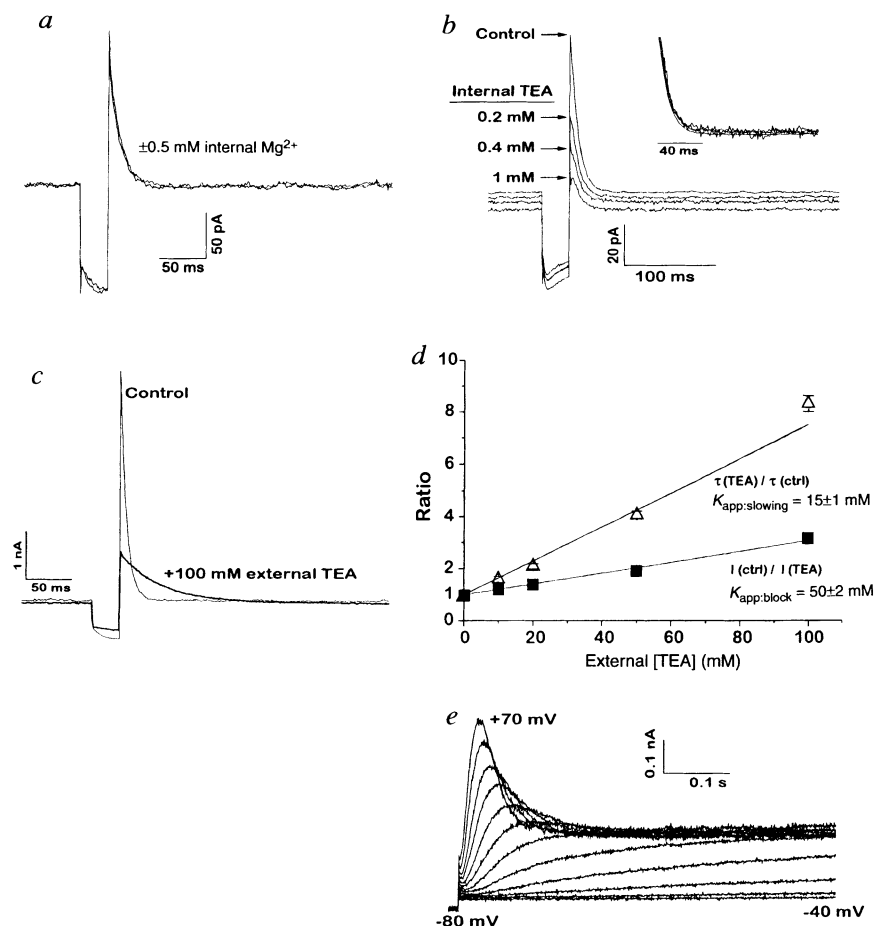 a
±0.5 mM internal Mg2+
50 pA
50 ms
b
Control
Internal TEA
0.2 mM
0.4 mM
1 mM
40 ms
20 pA
100 ms
c
Control
1 nA
50 ms
+100 mM external TEA
d
Ratio
10
8
6
4
2
1
0
τ (TEA) / τ (ctrl)
Kapp:slowing = 15±1 mM
I (ctrl) / I (TEA)
Kapp:block = 50±2 mM
0 20 40 60 80 100
External [TEA] (mM)
e
+70 mV
0.1 nA
0.1 s
-80 mV
-40 mV